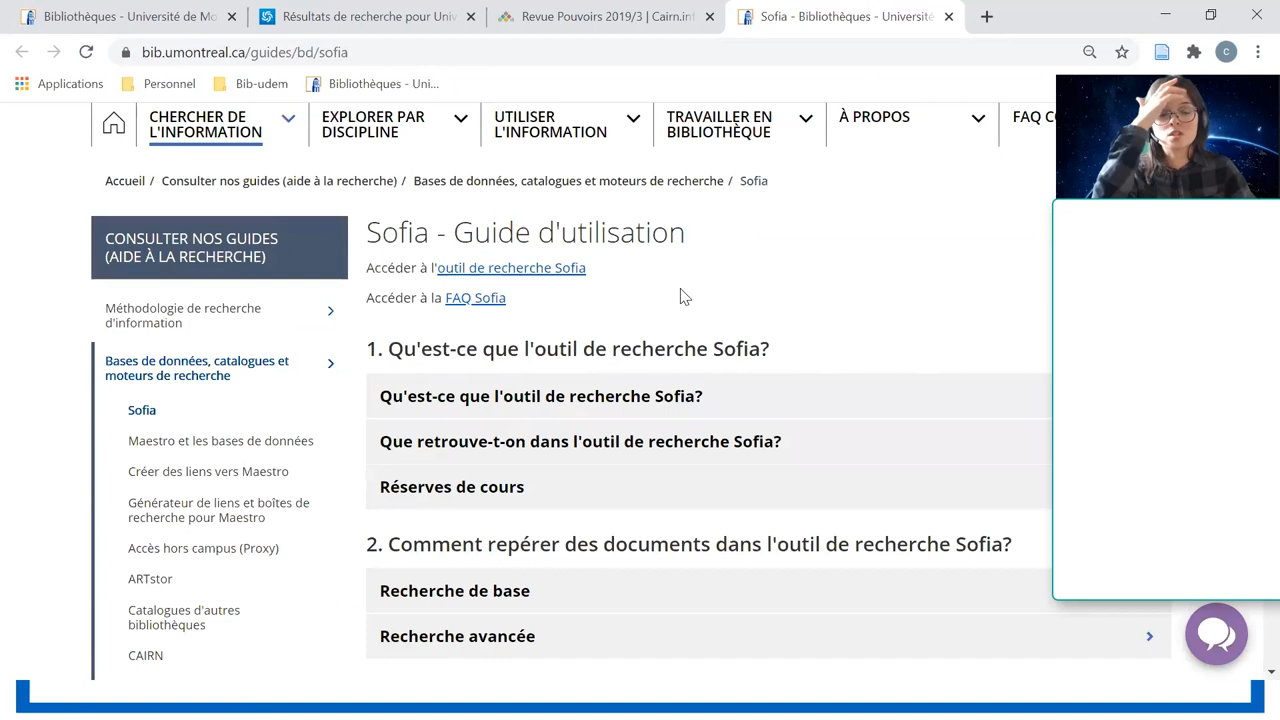 Bibliothèques - Université de Mo
Résultats de recherche pour Univ
Revue Pouvoirs 2019/3 | Cairn.inf
Sofia - Bibliothèques - Université
bib.umontreal.ca/guides/bd/sofia
C
Applications
Personnel
Bib-udem
Bibliothèques - Uni...
CHERCHER DE
L'INFORMATION
EXPLORER PAR
DISCIPLINE
UTILISER
L'INFORMATION
TRAVAILLER EN
BIBLIOTHÈQUE
À PROPOS
FAQ CO
Accueil / Consulter nos guides (aide à la recherche) / Bases de données, catalogues et moteurs de recherche / Sofia
CONSULTER NOS GUIDES
(AIDE À LA RECHERCHE)
Méthodologie de recherche
d'information
Bases de données, catalogues et
moteurs de recherche
Sofia
Maestro et les bases de données
Créer des liens vers Maestro
Générateur de liens et boîtes de
recherche pour Maestro
Accès hors campus (Proxy)
ARTstor
Catalogues d'autres
bibliothèques
CAIRN
Sofia - Guide d'utilisation
Accéder à l'outil de recherche Sofia
Accéder à la FAQ Sofia
1. Qu'est-ce que l'outil de recherche Sofia?
Qu'est-ce que l'outil de recherche Sofia?
Que retrouve-t-on dans l'outil de recherche Sofia?
Réserves de cours
2. Comment repérer des documents dans l'outil de recherche Sofia?
Recherche de base
Recherche avancée